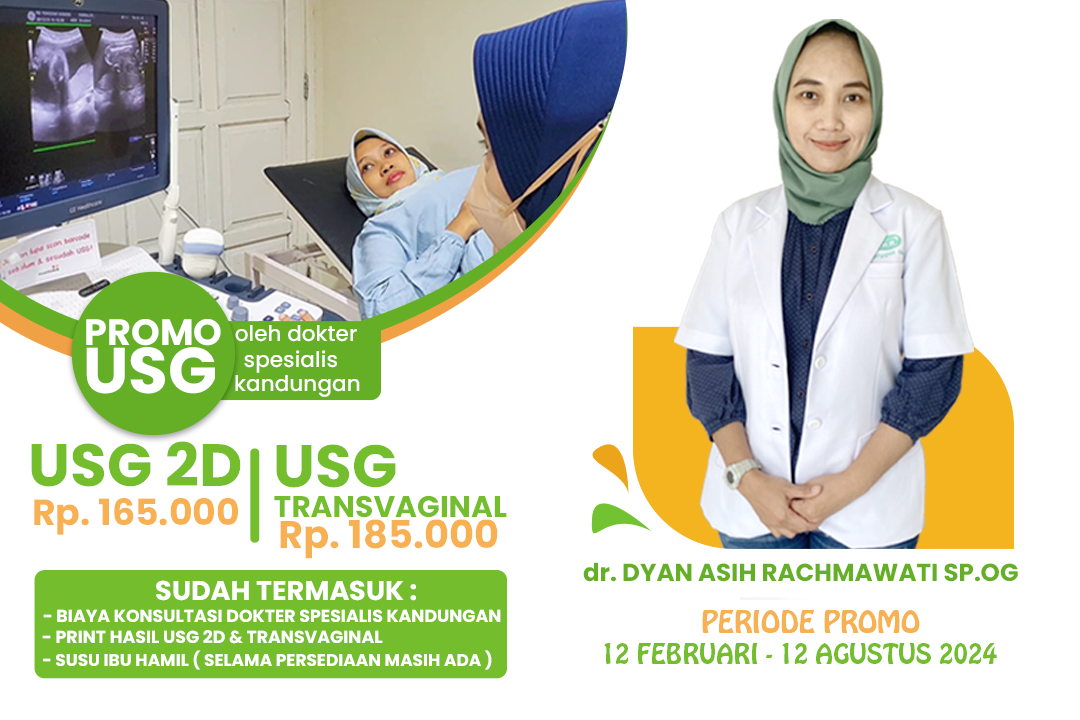 GE Healthcare
PROMO
USG
oleh dokter
spesialis
kandungan
USG 2D
Rp. 165.000
USG
TRANSVAGINAL
Rp. 185.000
SUDAH TERMASUK :
- BIAYA KONSULTASI DOKTER SPESIALIS KANDUNGAN
- PRINT HASIL USG 2D & TRANSVAGINAL
- SUSU IBU HAMIL ( SELAMA PERSEDIAAN MASIH ADA )
dr. DYAN ASIH RACHMAWATI SP.OG
PERIODE PROMO
12 FEBRUARI - 12 AGUSTUS 2024